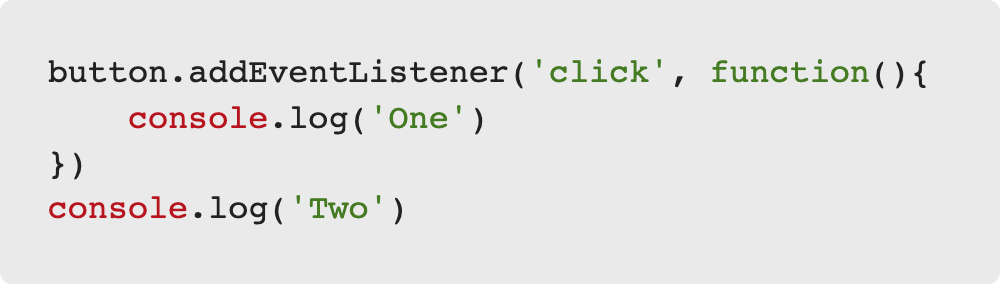 button.addEventListener('click', function(){
    console.log('One')
})
console.log('Two')